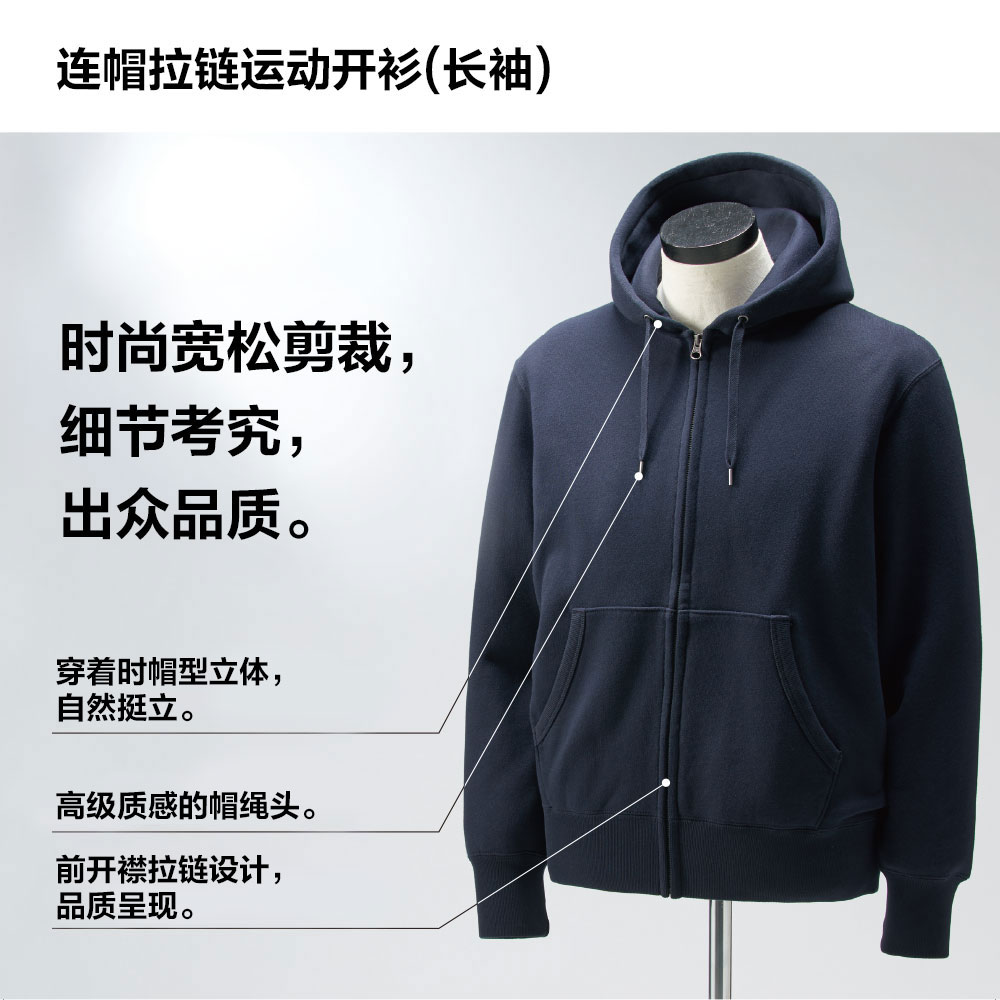 连帽拉链运动开衫(长袖)
时尚宽松剪裁，
细节考究，
出众品质。
穿着时帽型立体，
自然挺立。
高级质感的帽绳头。
前开襟拉链设计，
品质呈现。